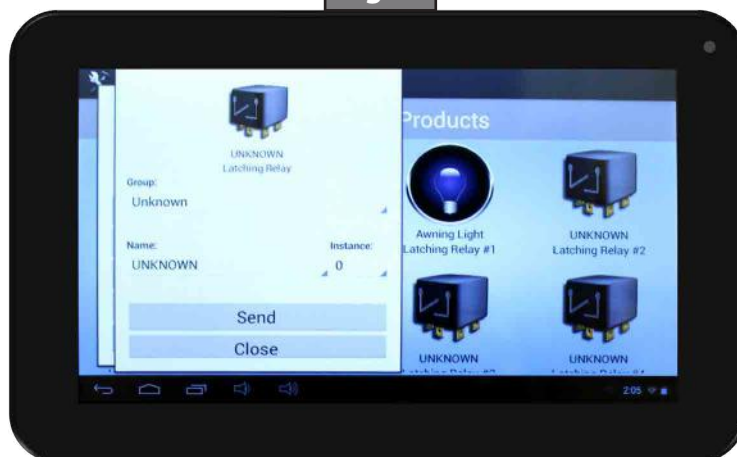 Products
UNKNOWN
Latching Relay
Group:
Unknown
Name:
Instance:
UNKNOWN
0
Send
Close
Awning Light
Latching Relay #1
UNKNOWN
Latching Relay #2
UNKNOWN
UNKNOWN
2:05